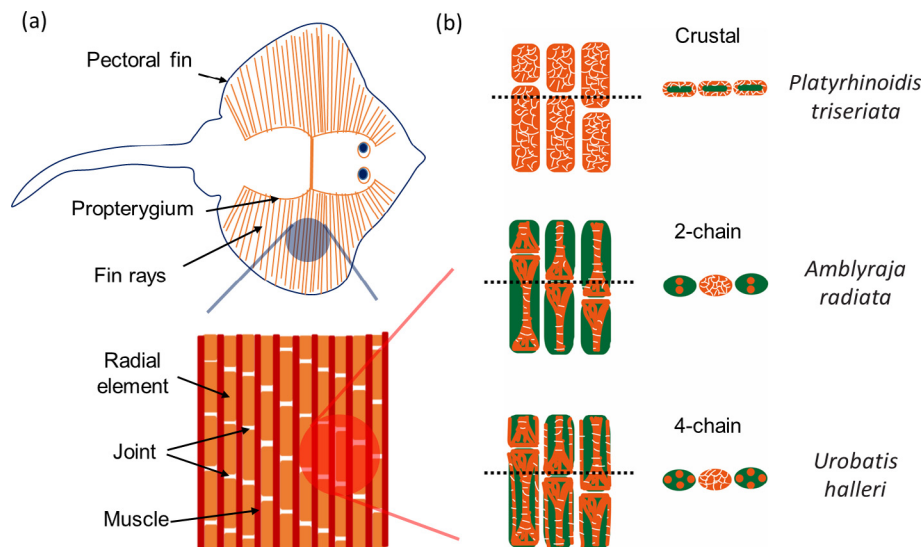 (a)
Pectoral fin
Propterygium
Fin rays
Radial
element
Joint
Muscle
(b)
Crustal
Platyrhinoidis
triseriata
2-chain
Amblyraja
radiata
4-chain
Urobatis
halleri